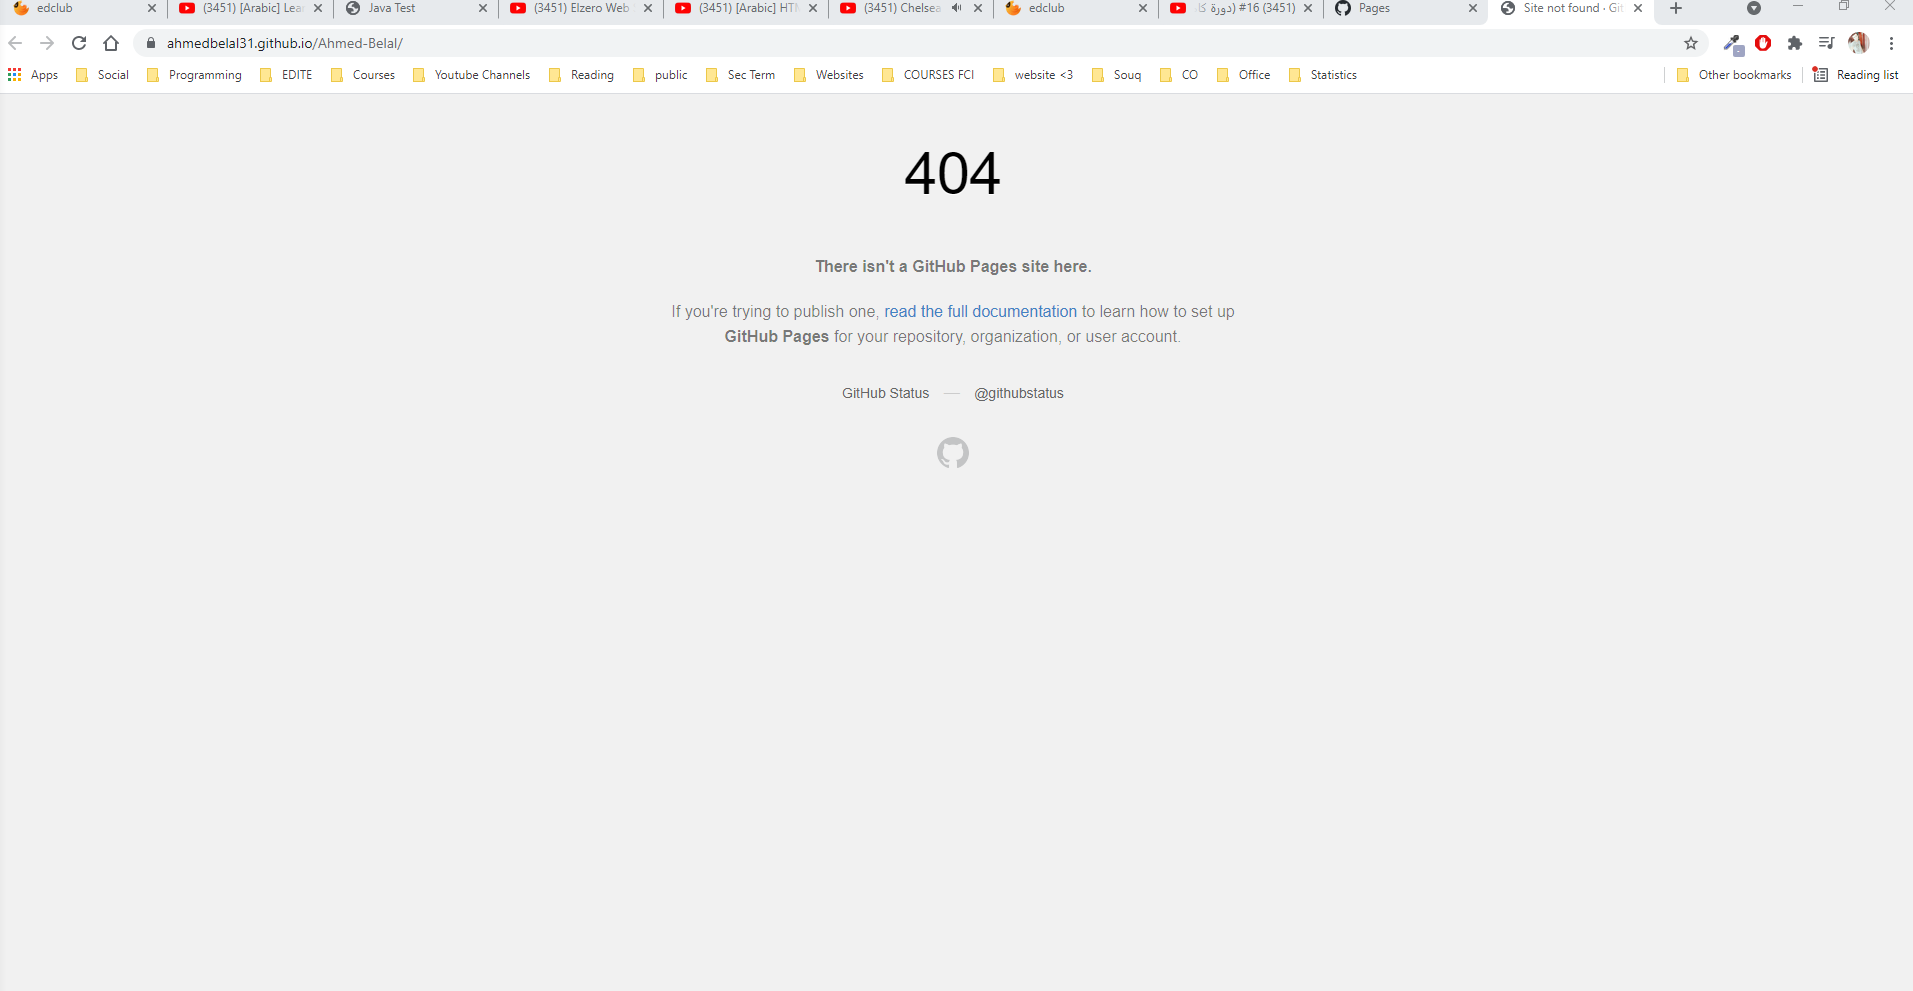 edclub
(3451) [Arabic] Lea
Java Test
(3451) Elzero Web
(3451) [Arabic] HTM
(3451) Chelsea
edclub
(3451) #16 (دورة كا
Pages
Site not found · Git
ahmedbelal31.github.io/Ahmed-Belal/
Apps Social Programming EDITE Courses Youtube Channels Reading public Sec Term Websites COURSES FCI website <3 Souq CO Office Statistics Other bookmarks Reading list
404
There isn't a GitHub Pages site here.
If you're trying to publish one, read the full documentation to learn how to set up
GitHub Pages for your repository, organization, or user account.
GitHub Status — @githubstatus